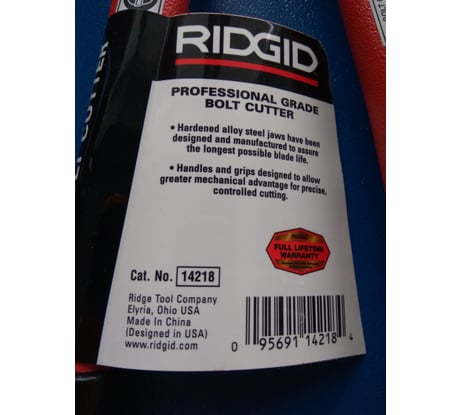 RIDGID
PROFESSIONAL GRADE
BOLT CUTTER
• Hardened alloy steel jaws have been
designed and manufactured to assure
the longest possible blade life.
• Handles and grips designed to allow
greater mechanical advantage for precise,
controlled cutting.
RIDGID
FULL LIFETIME
WARRANTY
Cat. No. 14218
Ridge Tool Company
Elyria, Ohio USA
Made In China
(Designed in USA)
www.ridgid.com
0 95691 14218 4
CUTTER